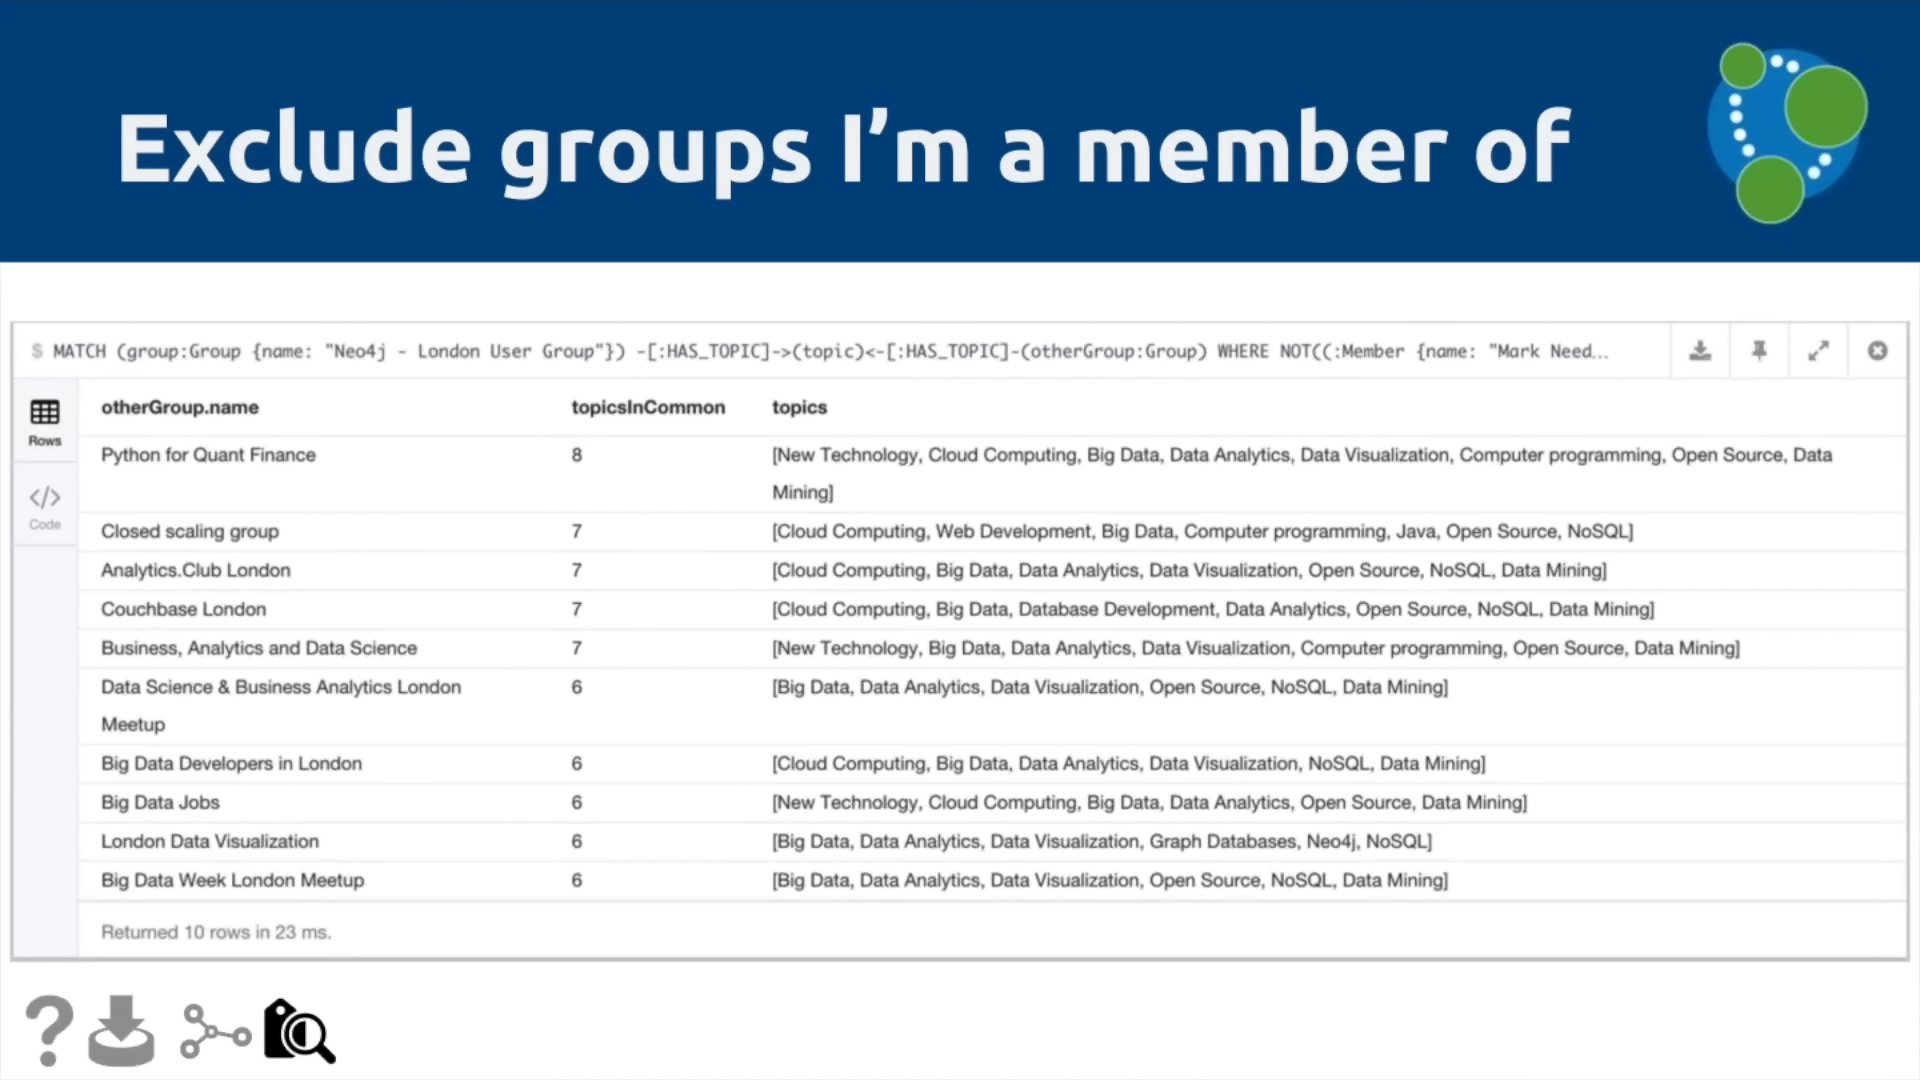 Exclude groups I’m a member of
$ MATCH (group:Group {name: "Neo4j - London User Group"}) -[:HAS_TOPIC]->(topic)<-[:HAS_TOPIC]-(otherGroup:Group) WHERE NOT((:Member {name: "Mark Need...
Rows
Code
otherGroup.name topicsInCommon topics
Python for Quant Finance 8 [New Technology, Cloud Computing, Big Data, Data Analytics, Data Visualization, Computer programming, Open Source, Data
Mining]
Closed scaling group 7 [Cloud Computing, Web Development, Big Data, Computer programming, Java, Open Source, NoSQL]
Analytics.Club London 7 [Cloud Computing, Big Data, Data Analytics, Data Visualization, Open Source, NoSQL, Data Mining]
Couchbase London 7 [Cloud Computing, Big Data, Database Development, Data Analytics, Open Source, NoSQL, Data Mining]
Business, Analytics and Data Science 7 [New Technology, Big Data, Data Analytics, Data Visualization, Computer programming, Open Source, Data Mining]
Data Science & Business Analytics London 6 [Big Data, Data Analytics, Data Visualization, Open Source, NoSQL, Data Mining]
Meetup
Big Data Developers in London 6 [Cloud Computing, Big Data, Data Analytics, Data Visualization, NoSQL, Data Mining]
Big Data Jobs 6 [New Technology, Cloud Computing, Big Data, Data Analytics, Open Source, Data Mining]
London Data Visualization 6 [Big Data, Data Analytics, Data Visualization, Graph Databases, Neo4j, NoSQL]
Big Data Week London Meetup 6 [Big Data, Data Analytics, Data Visualization, Open Source, NoSQL, Data Mining]
Returned 10 rows in 23 ms.